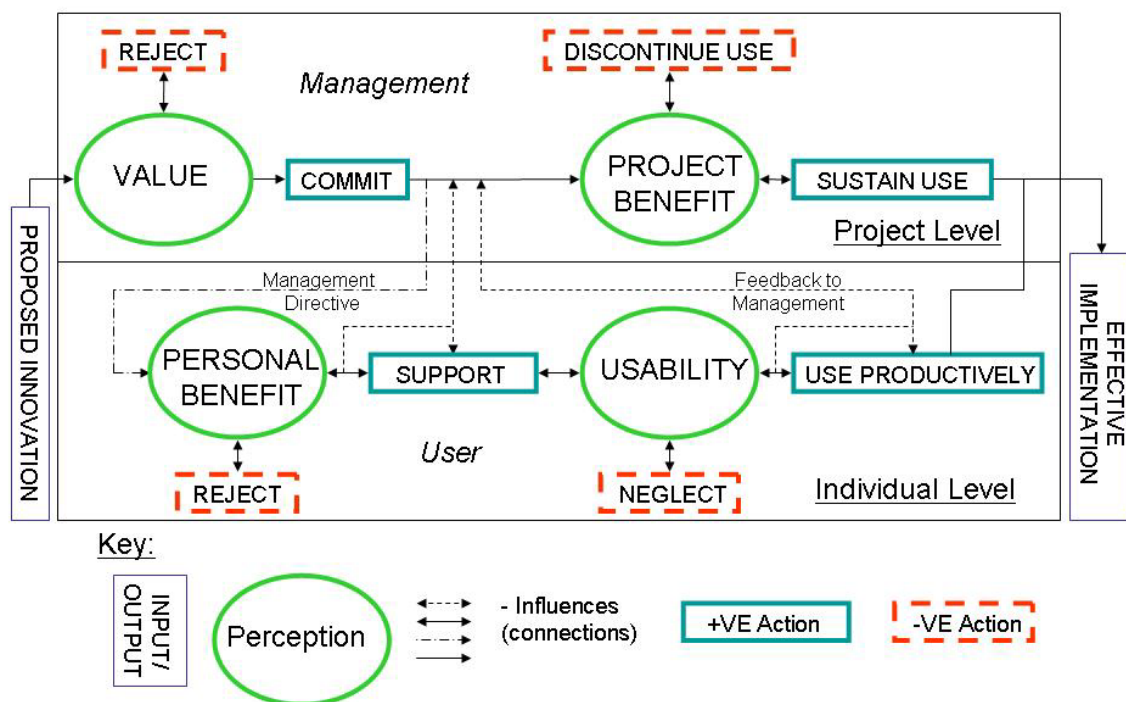 REJECT
DISCONTINUE USE
Management
VALUE
COMMIT
PROJECT
BENEFIT
SUSTAIN USE
Project Level
PROPOSED INNOVATION
Management
Directive
Feedback to
Management
PERSONAL
BENEFIT
SUPPORT
USABILITY
USE PRODUCTIVELY
EFFECTIVE
IMPLEMENTATION
User
REJECT
NEGLECT
Individual Level
Key:
INPUT/
OUTPUT
Perception
- Influences
(connections)
+VE Action
-VE Action